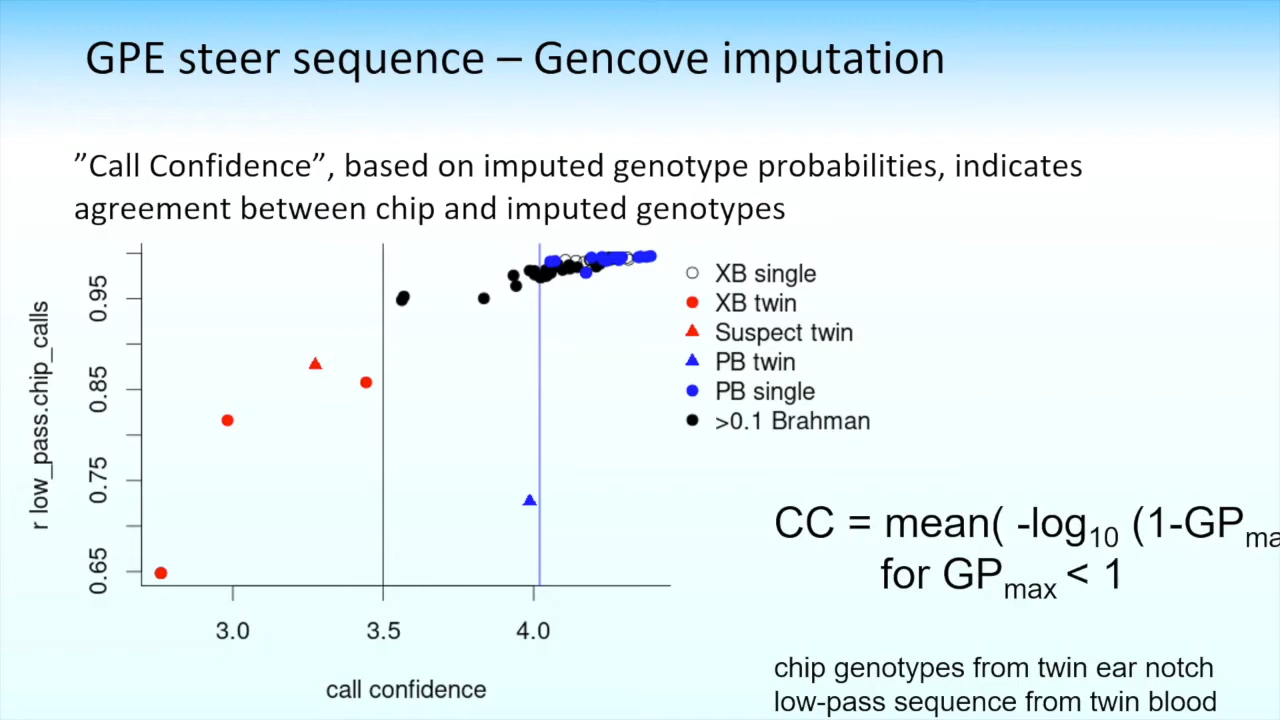 GPE steer sequence – Gencove imputation
”Call Confidence”, based on imputed genotype probabilities, indicates
agreement between chip and imputed genotypes
r low_pass.chip_calls
0.95
0.85
0.75
0.65
3.0 3.5 4.0
call confidence
XB single
XB twin
Suspect twin
PB twin
PB single
>0.1 Brahman
CC = mean( -log10 (1-GPma
for GPmax < 1
chip genotypes from twin ear notch
low-pass sequence from twin blood